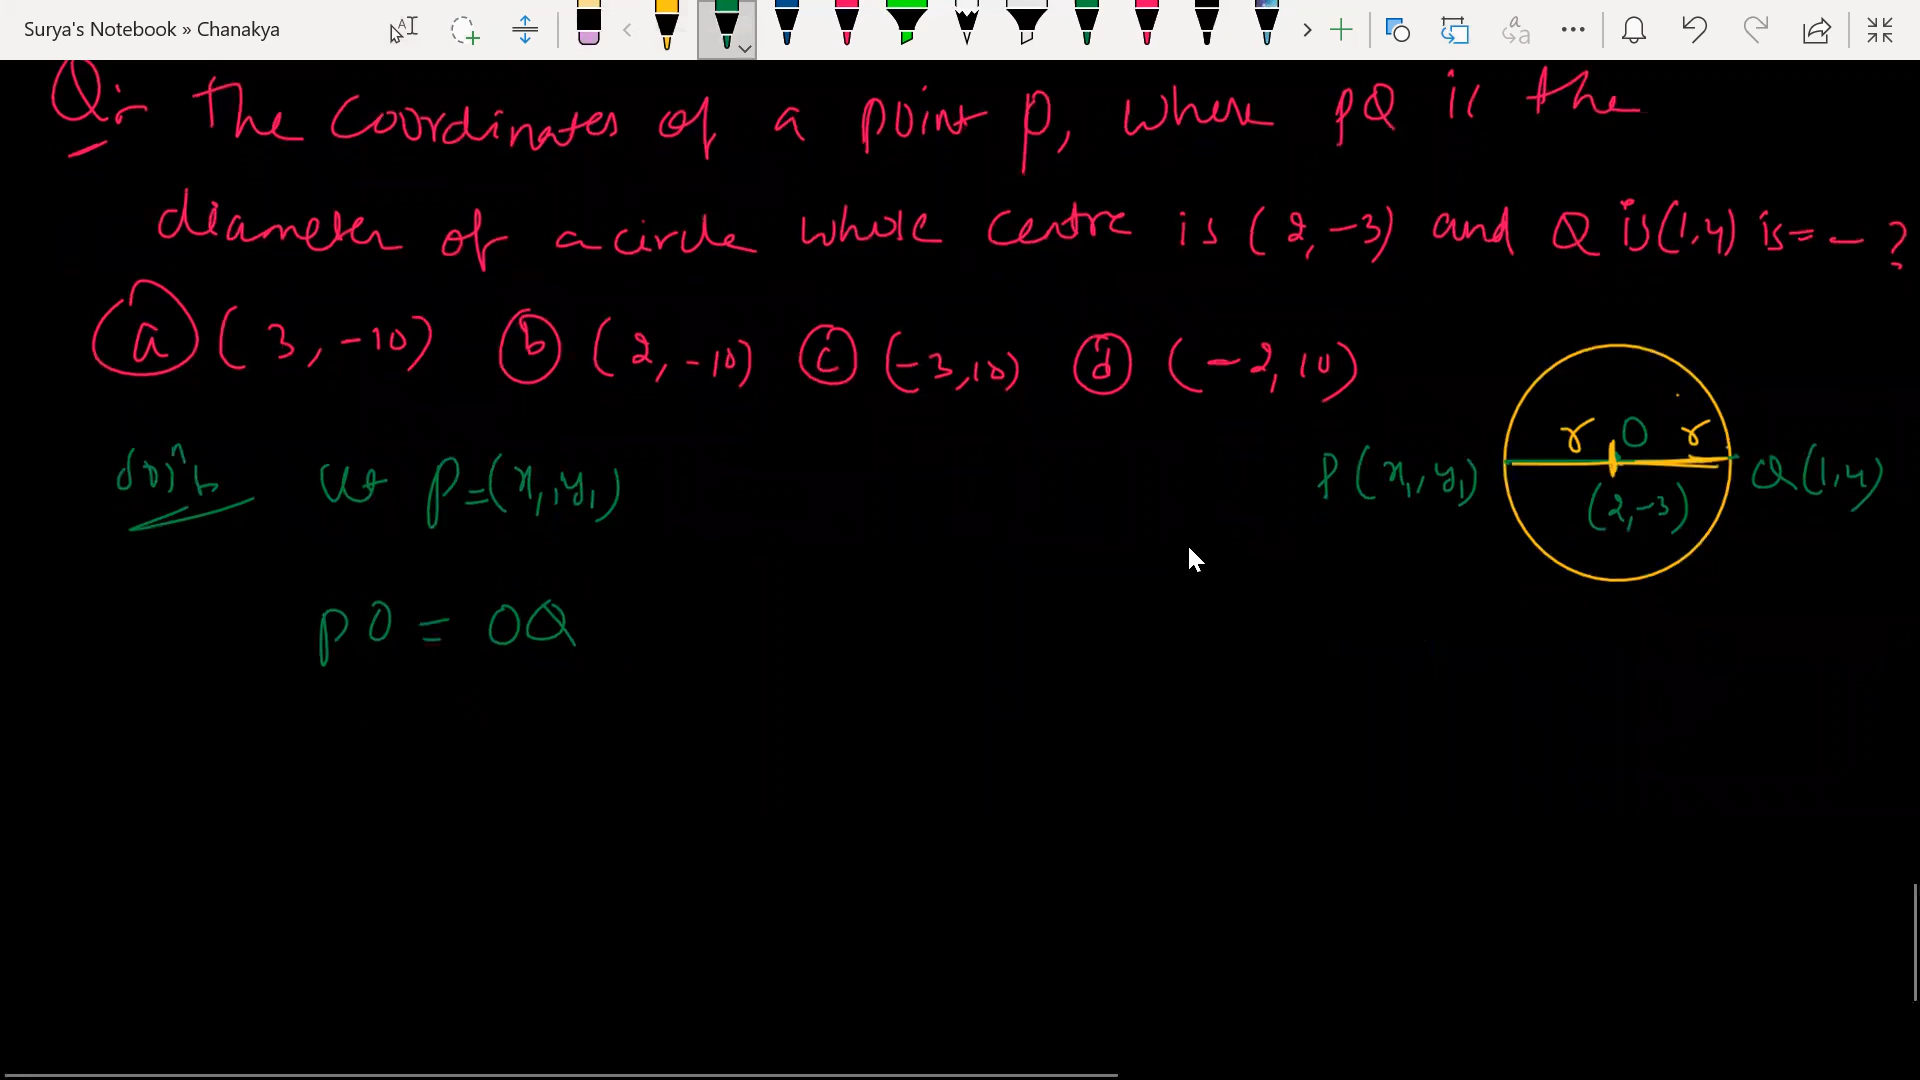 Surya's Notebook » Chanakya
Q:- The coordinates of a point P, where PQ is the
diameter of a circle whose centre is (2,-3) and Q is (1,4) is = - ?
a (3,-10) b (2,-10) c (-3,10) d (-2,10)
r O r
P(x₁,y₁) Q(1,4)
(2,-3)
Solⁿ:- Let P=(x₁,y₁)
PO = OQ